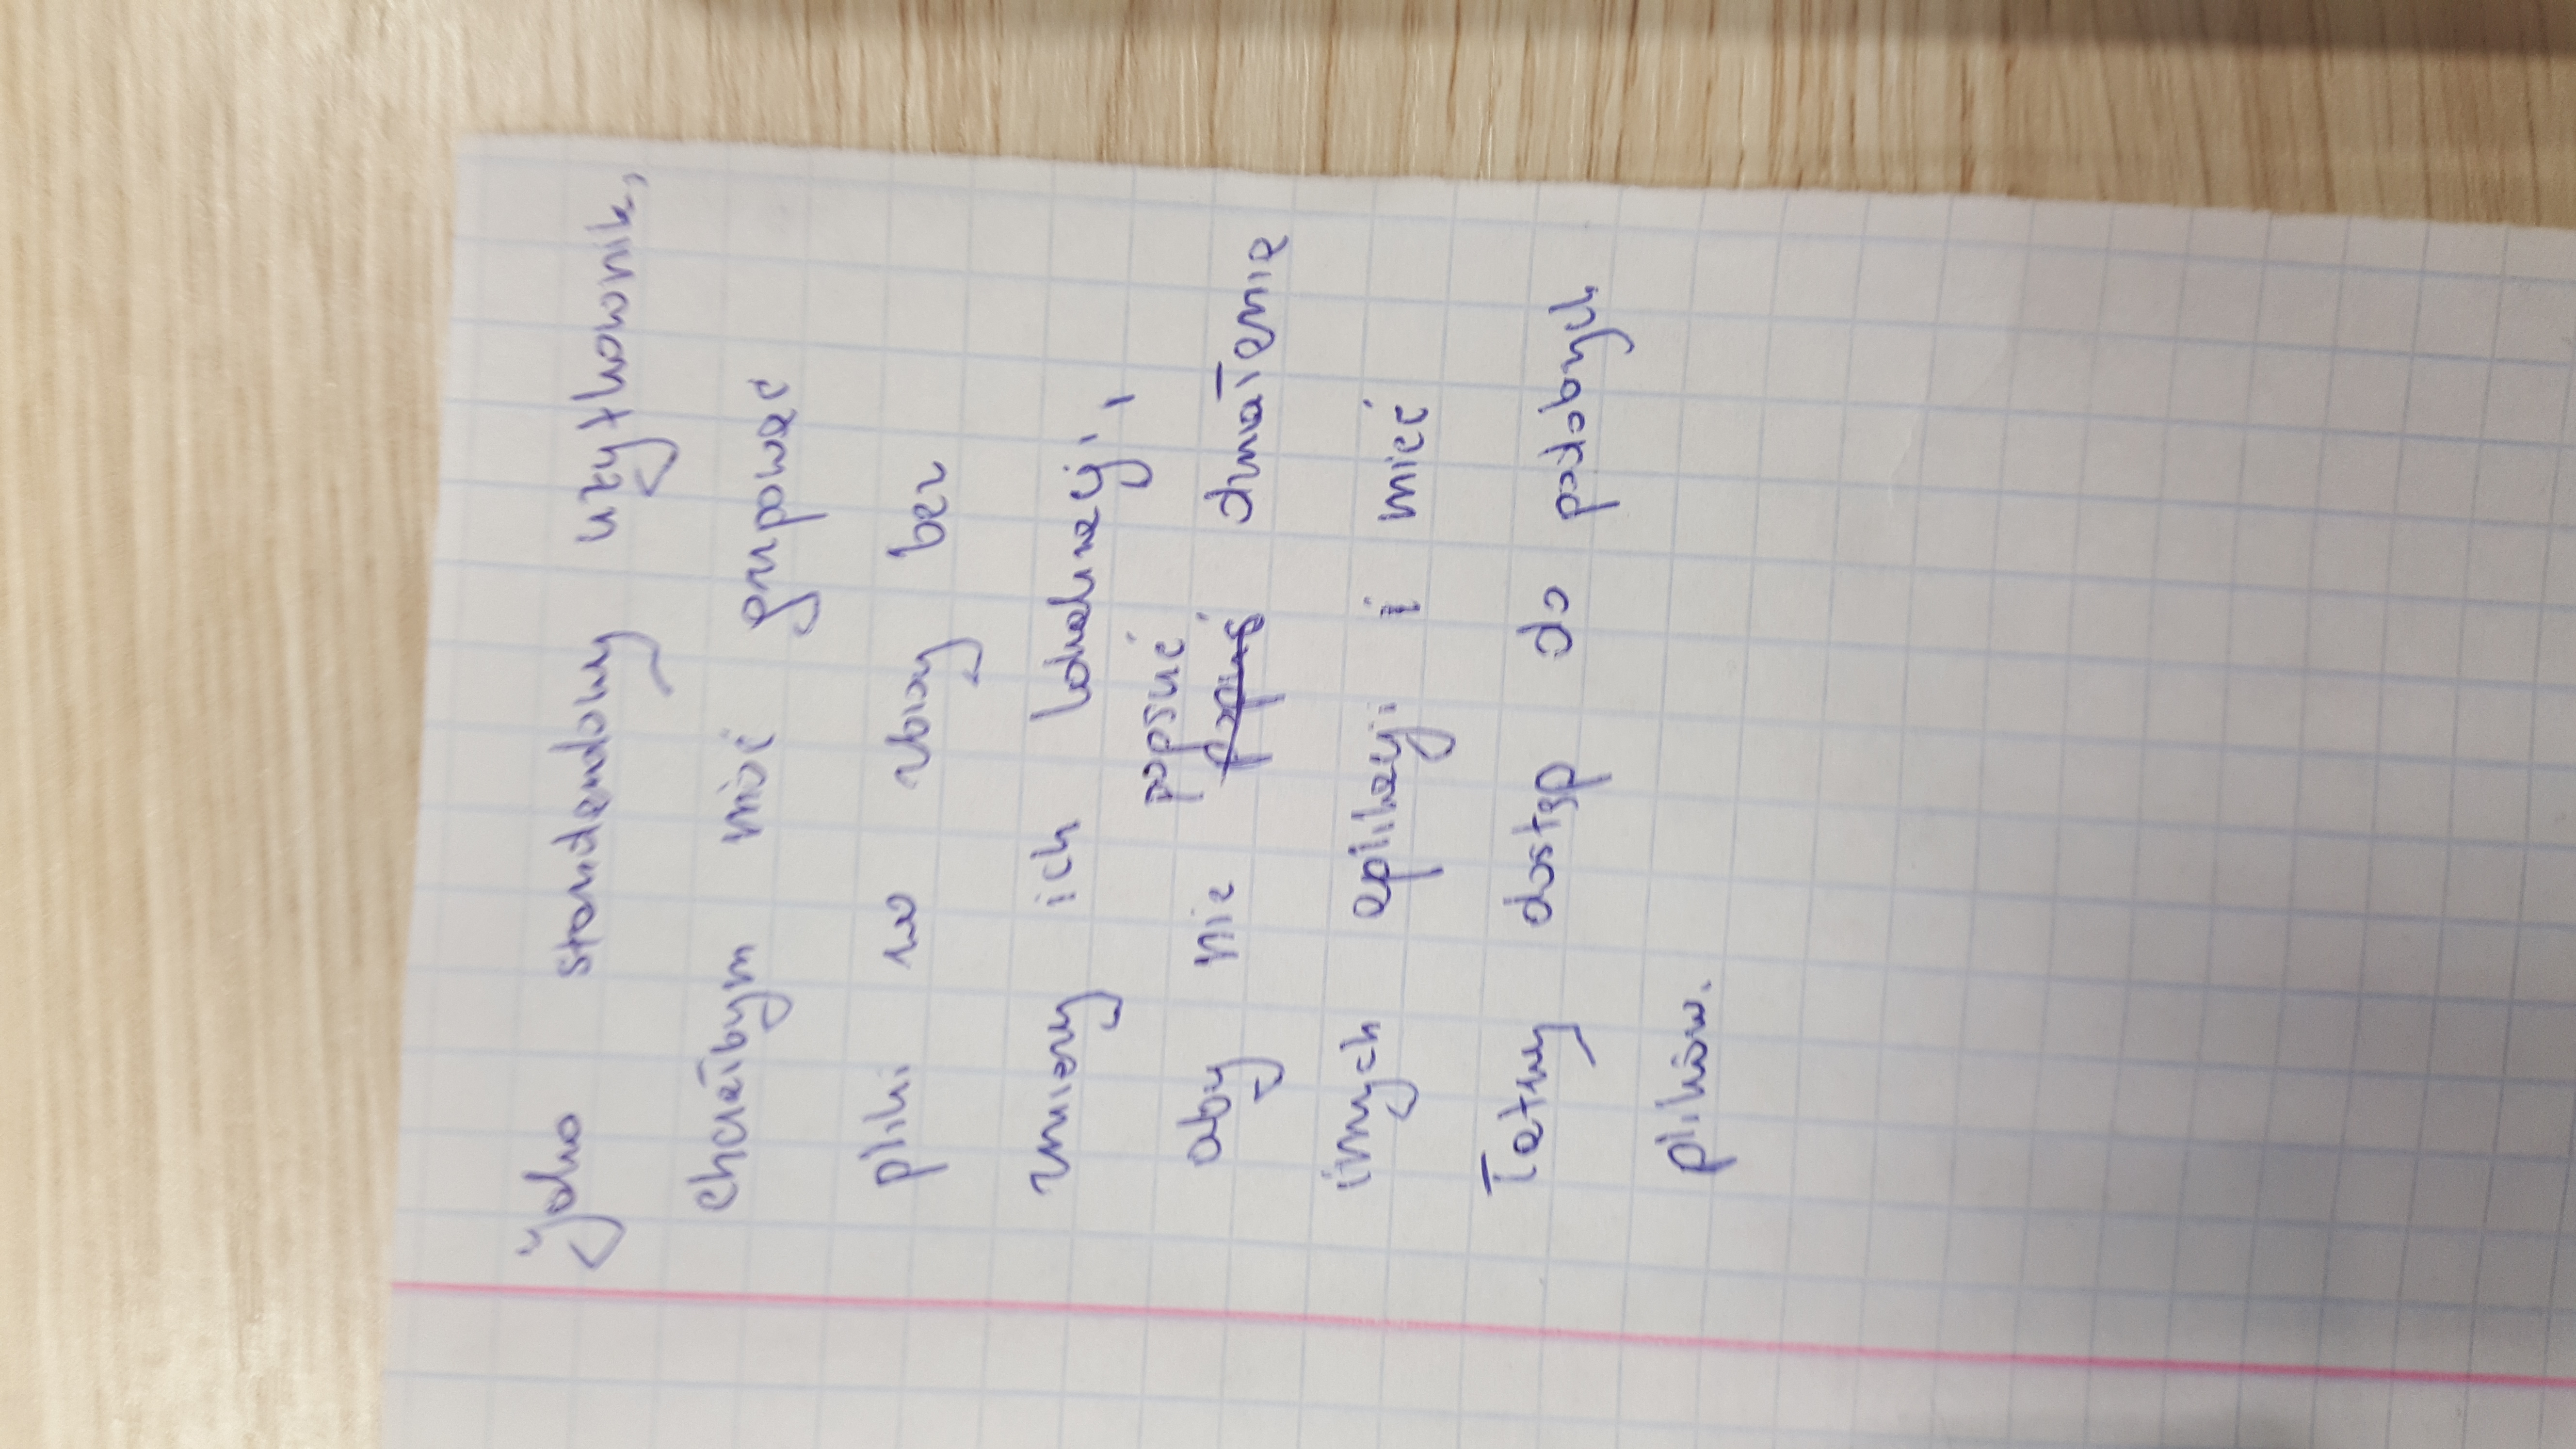 Jako standardowy użytkownik,
chciałbym móc grupować
pliki w zbiory bez
zmiany ich lokalizacji,
popsuć
aby nie popuś działanie
innych aplikacji i mieć
łatwy dostęp do podobnych
plików.